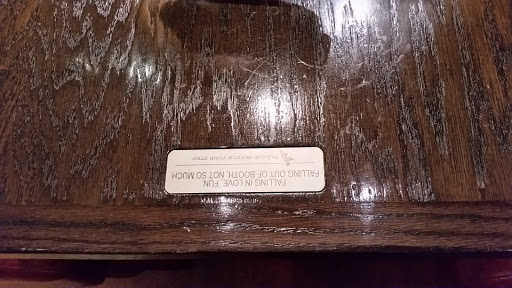 FALLING IN LOVE, FUN
FALLING OUT OF BOOTH, NOT SO MUCH
PLEASE WATCH YOUR STEP